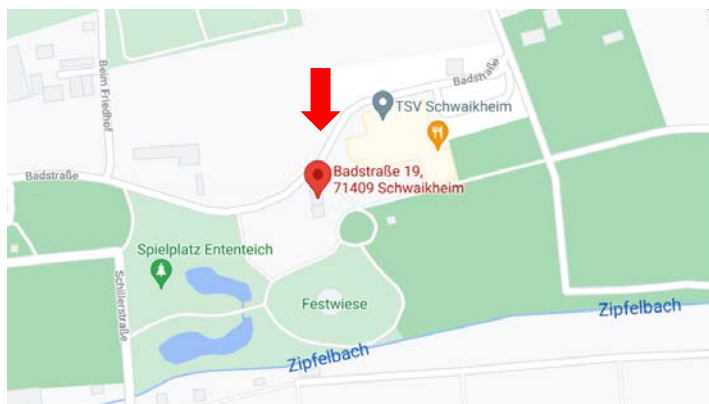 Beim Friedhof
Badstraße
TSV Schwaikheim
Badstraße
Badstraße 19,
71409 Schwaikheim
Spielplatz Ententeich
Schillerstraße
Festwiese
Zipfelbach
Zipfelbach